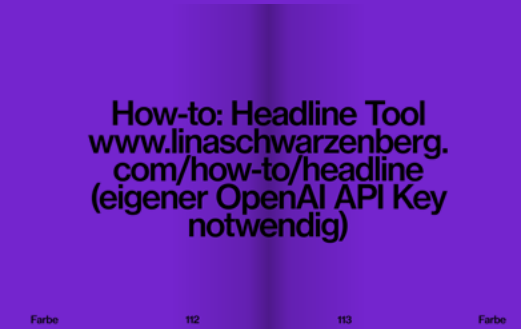 How-to: Headline Tool
www.linaschwarzenberg.
com/how-to/headline
(eigener OpenAI API Key
notwendig)
Farbe
112
113
Farbe